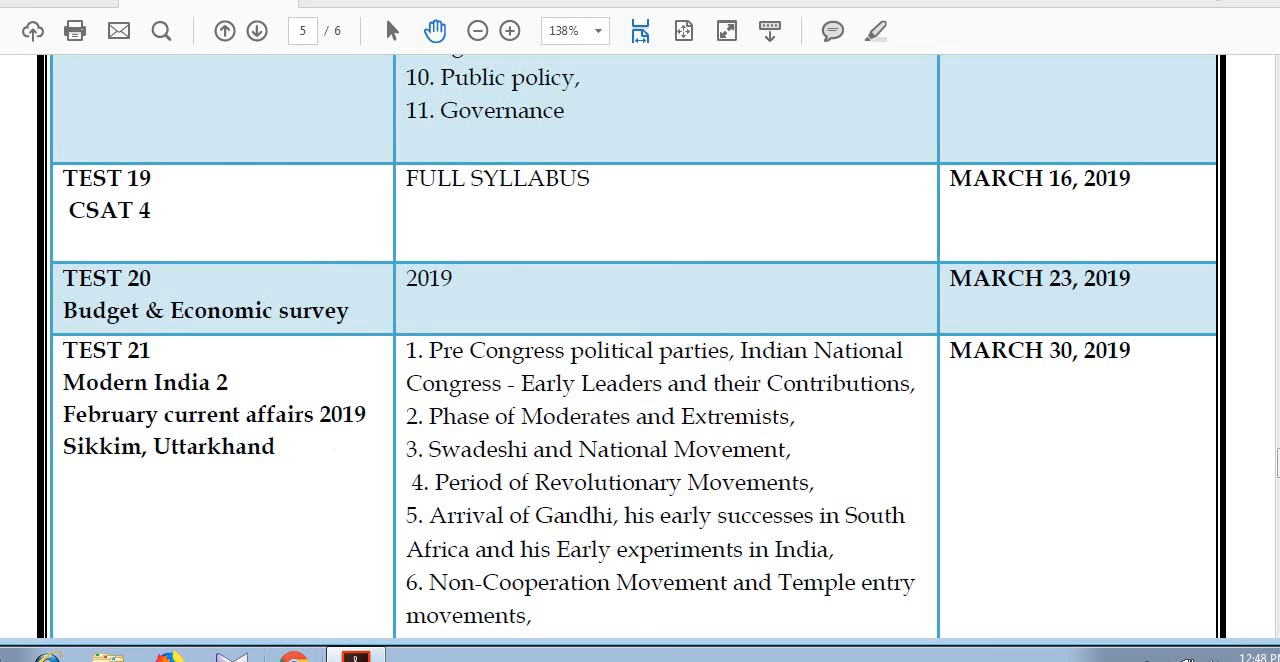 5 / 6
138%
10. Public policy,
11. Governance
TEST 19
CSAT 4
FULL SYLLABUS
MARCH 16, 2019
TEST 20
Budget & Economic survey
2019
MARCH 23, 2019
TEST 21
Modern India 2
February current affairs 2019
Sikkim, Uttarkhand
1. Pre Congress political parties, Indian National
Congress - Early Leaders and their Contributions,
2. Phase of Moderates and Extremists,
3. Swadeshi and National Movement,
4. Period of Revolutionary Movements,
5. Arrival of Gandhi, his early successes in South
Africa and his Early experiments in India,
6. Non-Cooperation Movement and Temple entry
movements,
MARCH 30, 2019
12:48